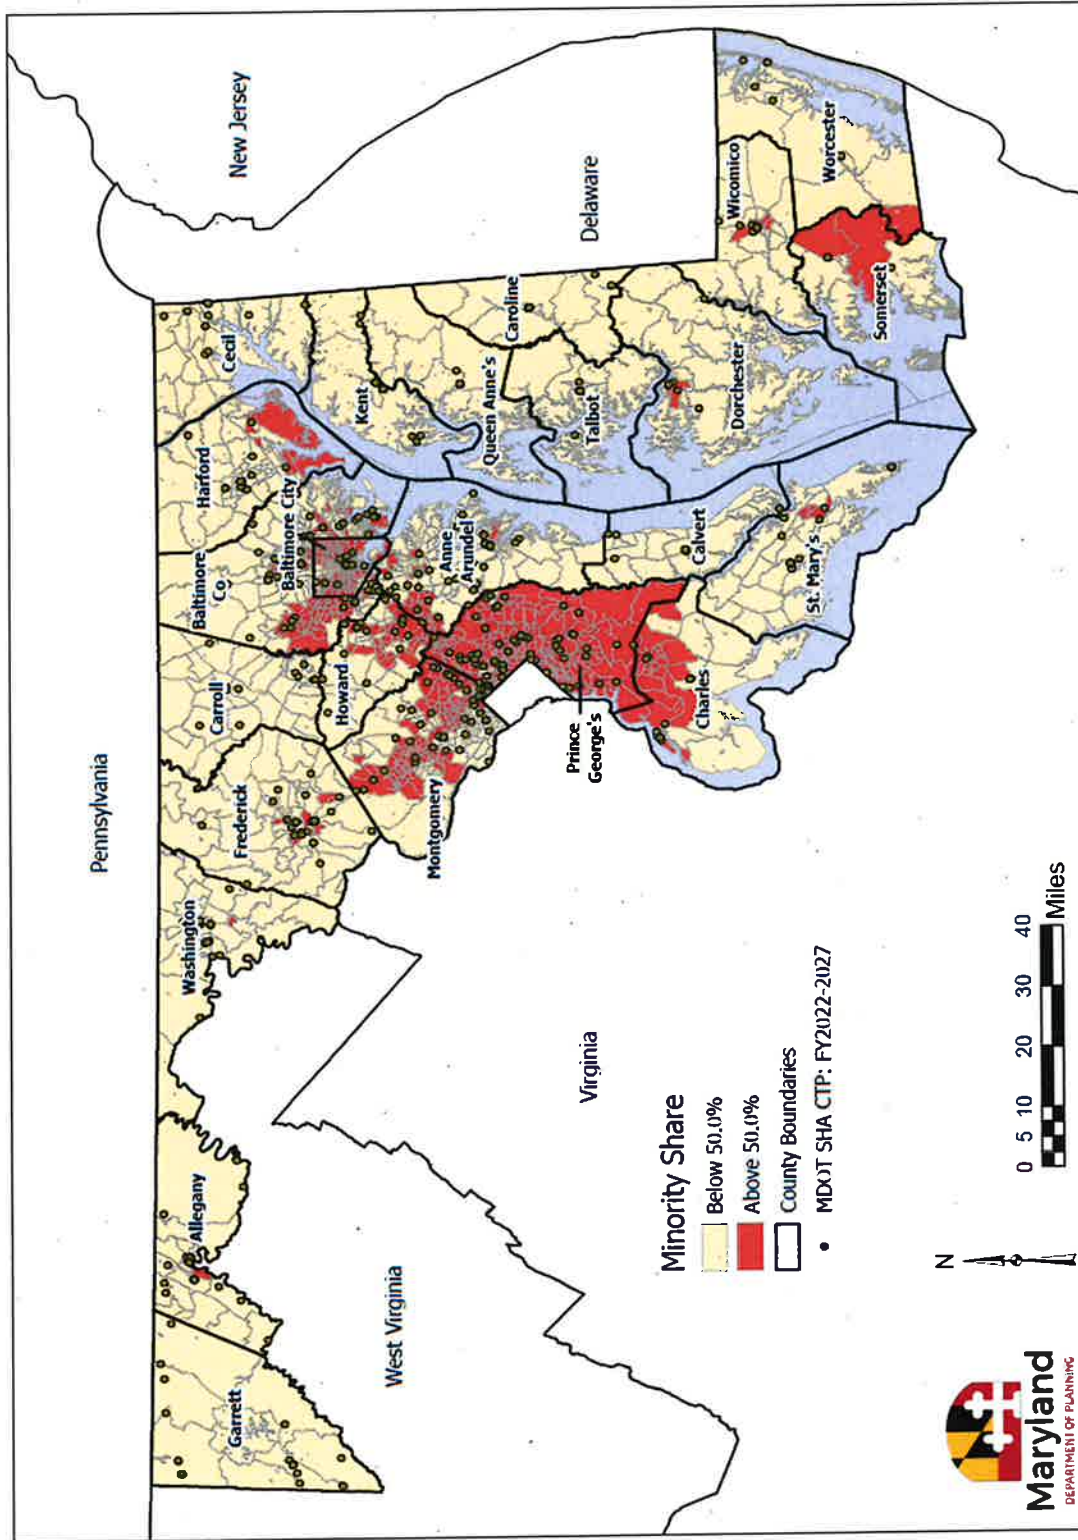 Pennsylvania
New Jersey
Delaware
West Virginia
Virginia
Garrett
Allegany
Washington
Frederick
Carroll
Baltimore
Co
Baltimore City
Harford
Cecil
Howard
Montgomery
Anne
Arundel
Kent
Queen Anne's
Caroline
Talbot
Prince
George's
Charles
Calvert
St. Mary's
Dorchester
Wicomico
Worcester
Somerset
Minority Share
Below 50.0%
Above 50.0%
County Boundaries
MDOT SHA CTP: FY2022-2027
N
0 5 10 20 30 40
Miles
Maryland
DEPARTMENT OF PLANNING